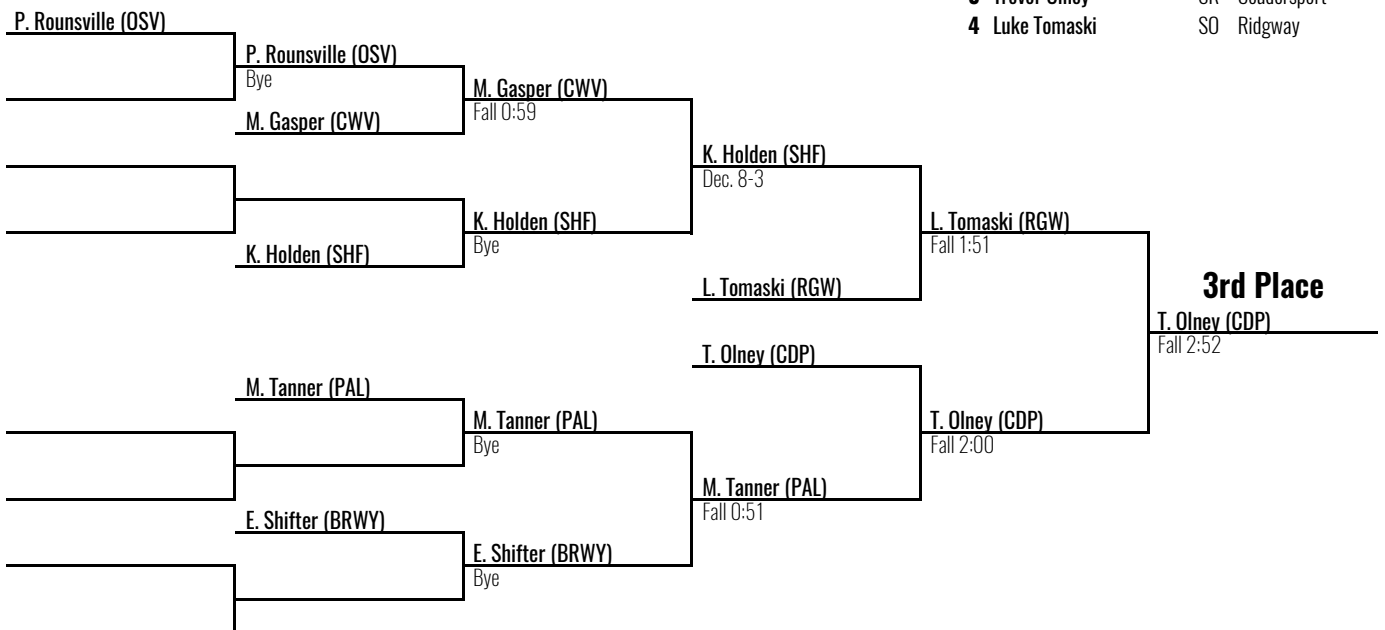 P. Rounsville (OSV)
4 Luke Tomaski SO Ridgway
P. Rounsville (OSV)
Bye
M. Gasper (CWV)
Fall 0:59
M. Gasper (CWV)
K. Holden (SHF)
Dec. 8-3
K. Holden (SHF)
Bye
L. Tomaski (RGW)
Fall 1:51
K. Holden (SHF)
L. Tomaski (RGW)
3rd Place
T. Olney (CDP)
Fall 2:52
T. Olney (CDP)
M. Tanner (PAL)
M. Tanner (PAL)
Bye
T. Olney (CDP)
Fall 2:00
M. Tanner (PAL)
Fall 0:51
E. Shifter (BRWY)
E. Shifter (BRWY)
Bye